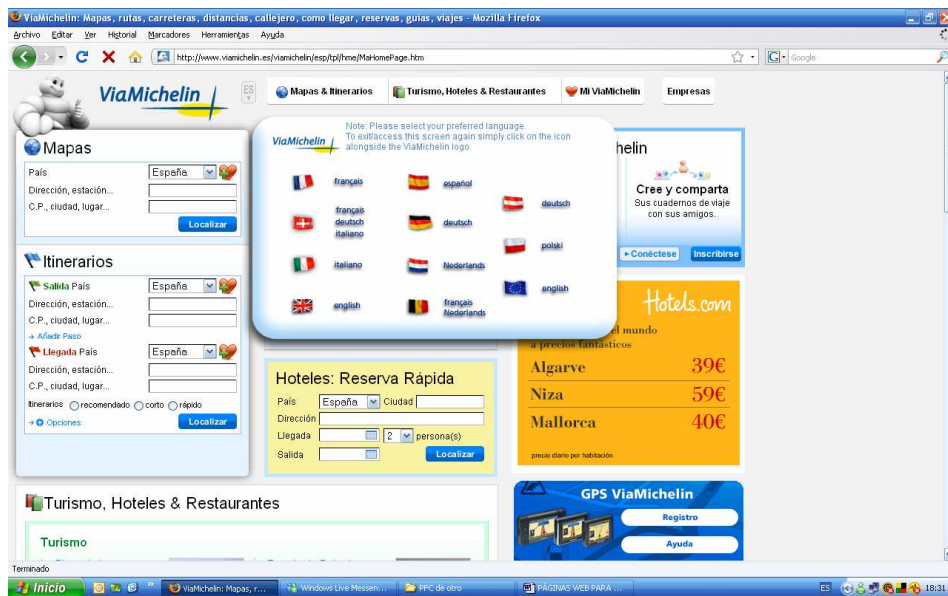 ViaMichelin: Mapas, rutas, carreteras, distancias, callejero, como llegar, reservas, guias, viajes - Mozilla Firefox
Archivo Editar Ver Historial Marcadores Herramientas Ayuda
http://www.viamichelin.es/viamichelin/esp/tpl/hme/MaHomePage.htm
Google
ViaMichelin
ES
Mapas & Itinerarios
Turismo, Hoteles & Restaurantes
Mi ViaMichelin
Empresas
Mapas
País España
Dirección, estación...
C.P., ciudad, lugar...
Localizar
Itinerarios
Salida País España
Dirección, estación...
C.P., ciudad, lugar...
Añadir Paso
Llegada País España
Dirección, estación...
C.P., ciudad, lugar...
Itinerarios recomendado corto rápido
Opciones
Localizar
ViaMichelin
Note: Please select your preferred language.
To exit/access this screen again simply click on the icon
alongside the ViaMichelin logo
français
español
deutsch
français
deutsch
italiano
deutsch
polski
italiano
Nederlands
english
english
français
Nederlands
helin
Cree y comparta
Sus cuadernos de viaje
con sus amigos.
Conéctese
Inscribirse
Hotels.com
el mundo
a precios fantásticos
Algarve 39€
Niza 59€
Mallorca 40€
precio diario por habitación
Hoteles: Reserva Rápida
País España Ciudad
Dirección
Llegada 2 persona(s)
Salida
Localizar
Turismo, Hoteles & Restaurantes
Turismo
GPS ViaMichelin
Registro
Ayuda
Terminado
Inicio
ViaMichelin: Mapas, r...
Windows Live Messen...
PFC de otro
PÁGINAS WEB PARA ...
ES
18:31